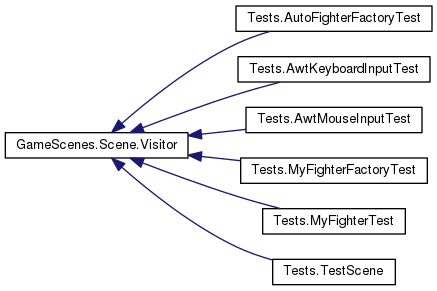 Tests.AutoFighterFactoryTest
Tests.AwtKeyboardInputTest
Tests.AwtMouseInputTest
GameScenes.Scene.Visitor
Tests.MyFighterFactoryTest
Tests.MyFighterTest
Tests.TestScene